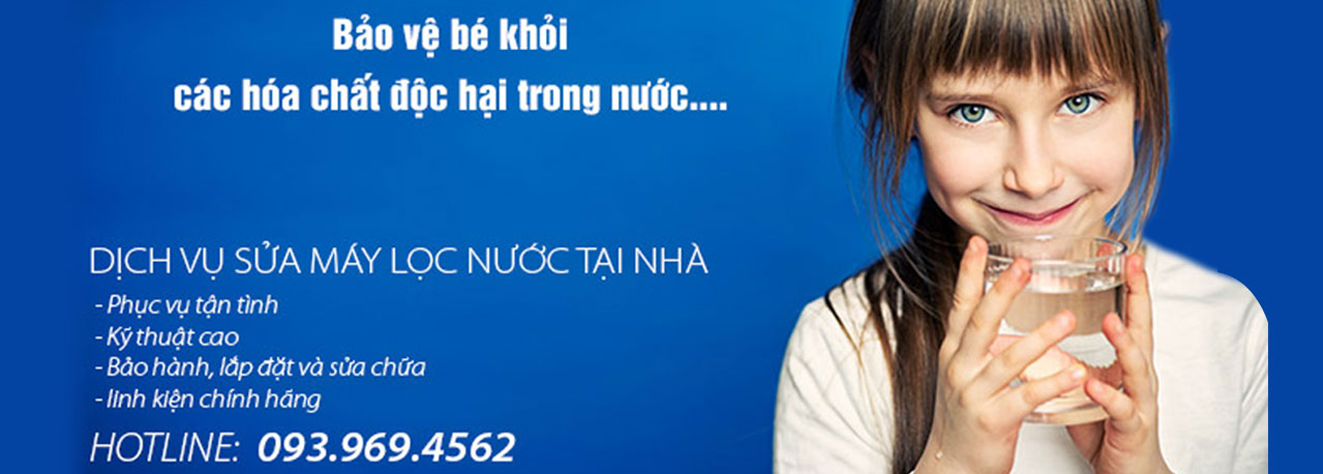 Bảo vệ bé khỏi
các hóa chất độc hại trong nước....
DỊCH VỤ SỬA MÁY LỌC NƯỚC TẠI NHÀ
- Phục vụ tận tình
- Kỹ thuật cao
- Bảo hành, lắp đặt và sửa chữa
- linh kiện chính hãng
HOTLINE: 093.969.4562